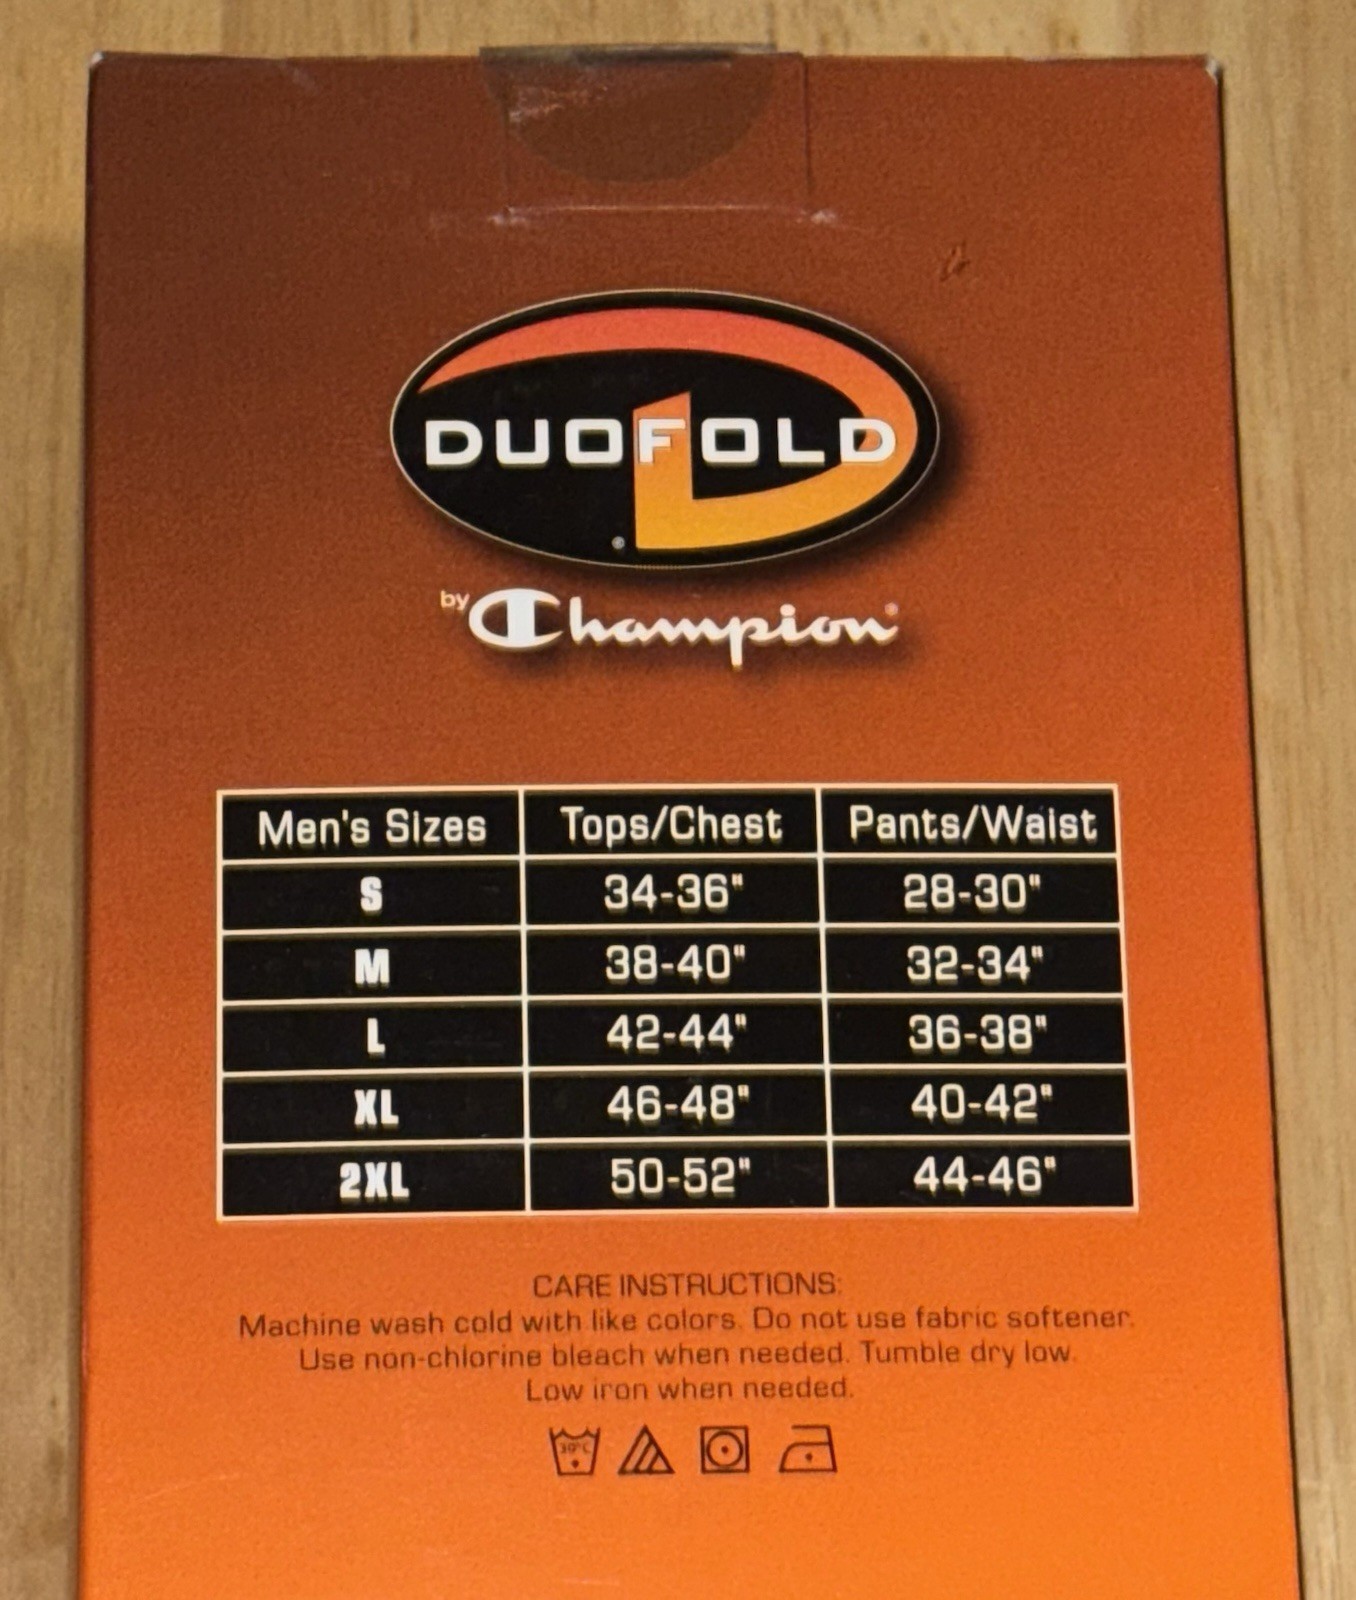 DUOFOLD
®
by Champion®
Men's Sizes Tops/Chest Pants/Waist
S 34-36" 28-30"
M 38-40" 32-34"
L 42-44" 36-38"
XL 46-48" 40-42"
2XL 50-52" 44-46"
CARE INSTRUCTIONS:
Machine wash cold with like colors. Do not use fabric softener.
Use non-chlorine bleach when needed. Tumble dry low.
Low iron when needed.
30°C